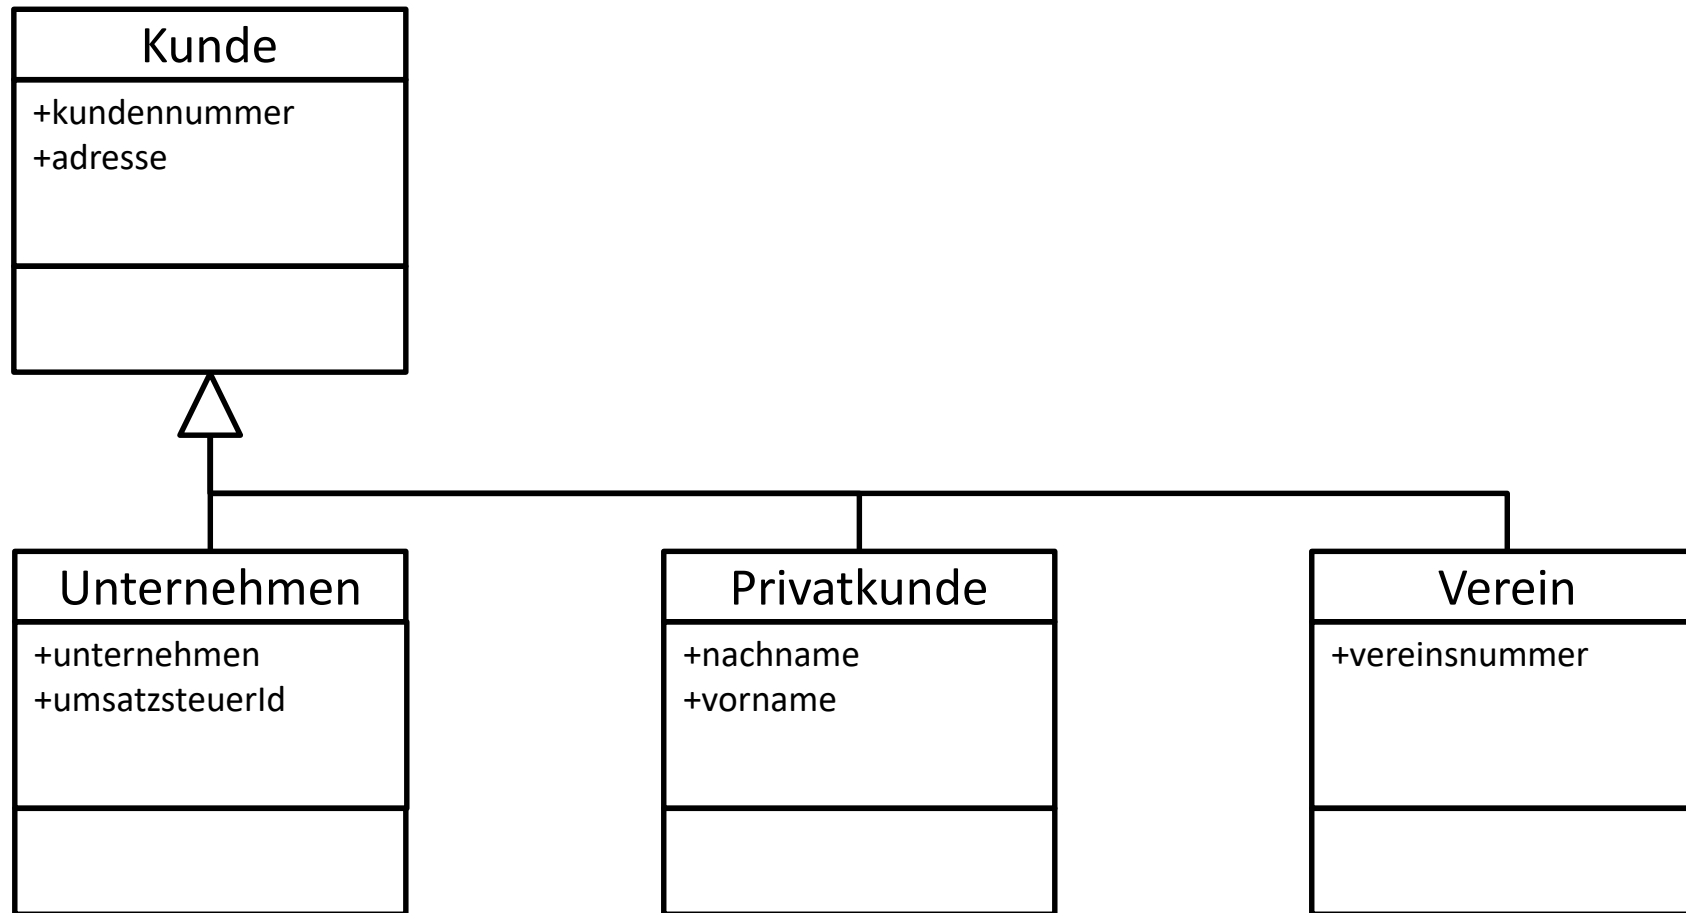 Kunde
+kundennummer
+adresse
Unternehmen
+unternehmen
+umsatzsteuerId
Privatkunde
+nachname
+vorname
Verein
+vereinsnummer